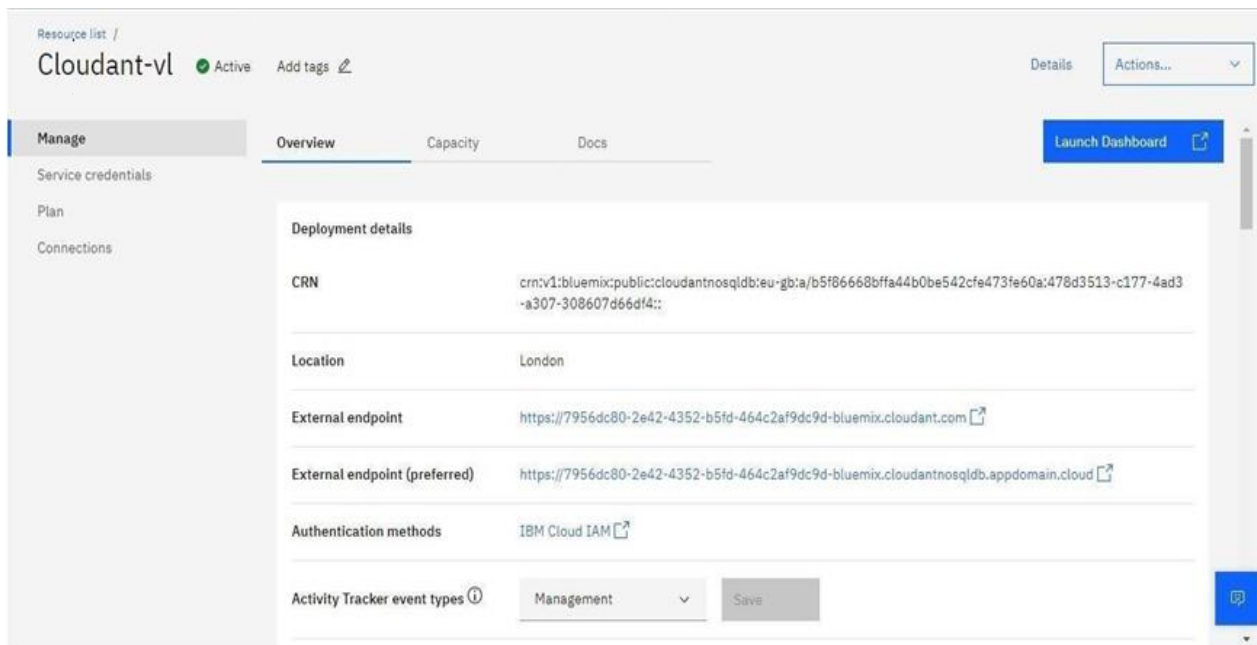 Resource list /
Cloudant-vl Active Add tags
Details Actions...
Manage
Service credentials
Plan
Connections
Overview Capacity Docs
Launch Dashboard
Deployment details
CRN crn:v1:bluemix:public:cloudantnosqldb:eu-gb:a/b5f86668bffa44b0be542cfe473fe60a:478d3513-c177-4ad3
-a307-308607d66df4::
Location London
External endpoint https://7956dc80-2e42-4352-b5fd-464c2af9dc9d-bluemix.cloudant.com
External endpoint (preferred) https://7956dc80-2e42-4352-b5fd-464c2af9dc9d-bluemix.cloudantnosqldb.appdomain.cloud
Authentication methods IBM Cloud IAM
Activity Tracker event types Management Save